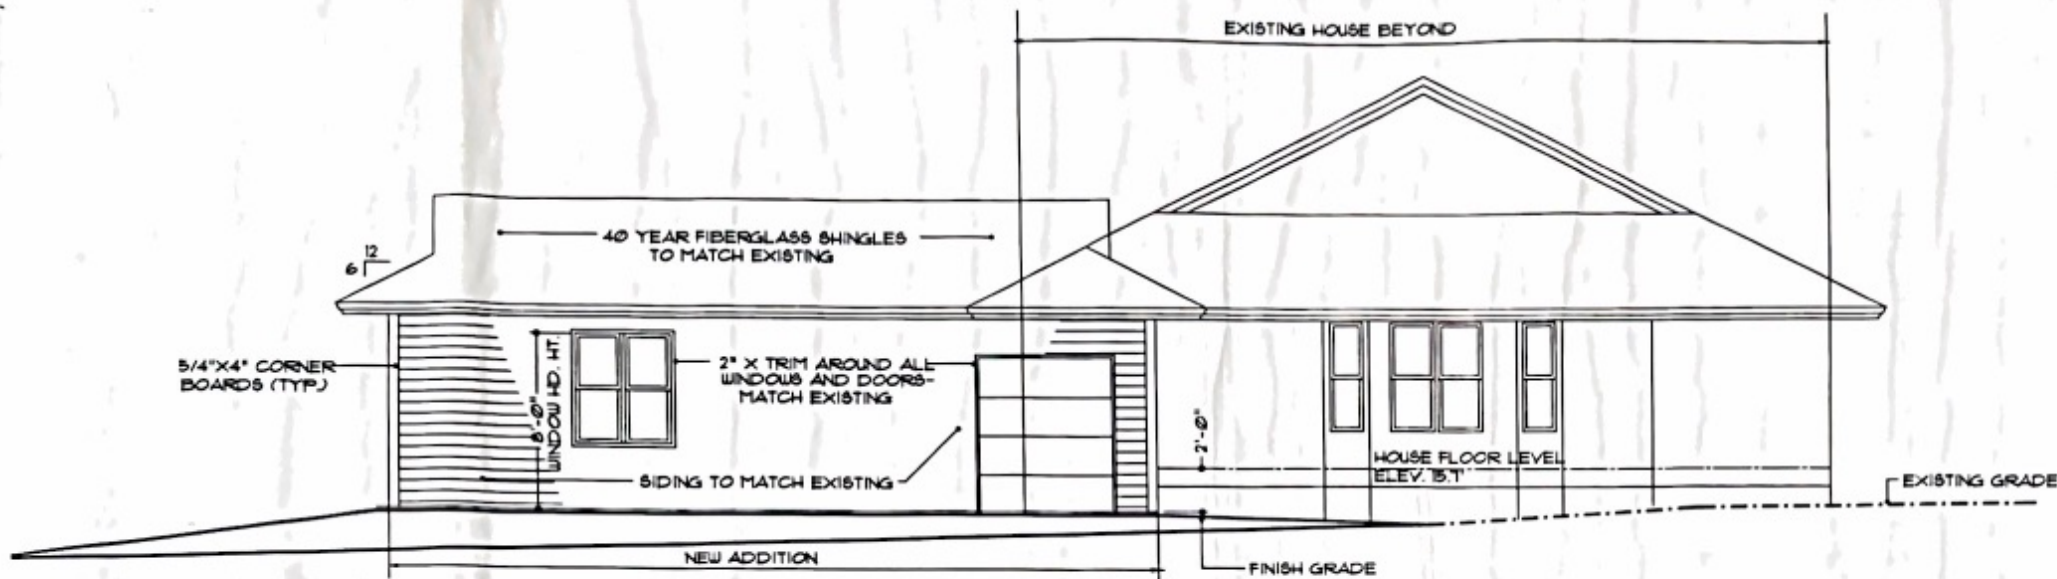 EXISTING HOUSE BEYOND
40 YEAR FIBERGLASS SHINGLES
TO MATCH EXISTING
12
6
5/4"X4" CORNER
BOARDS (TYP.)
8'-0"
WINDOW HD. HT.
2" X TRIM AROUND ALL
WINDOWS AND DOORS-
MATCH EXISTING
SIDING TO MATCH EXISTING
2'-0"
HOUSE FLOOR LEVEL
ELEV. 15.1'
EXISTING GRADE
NEW ADDITION
FINISH GRADE